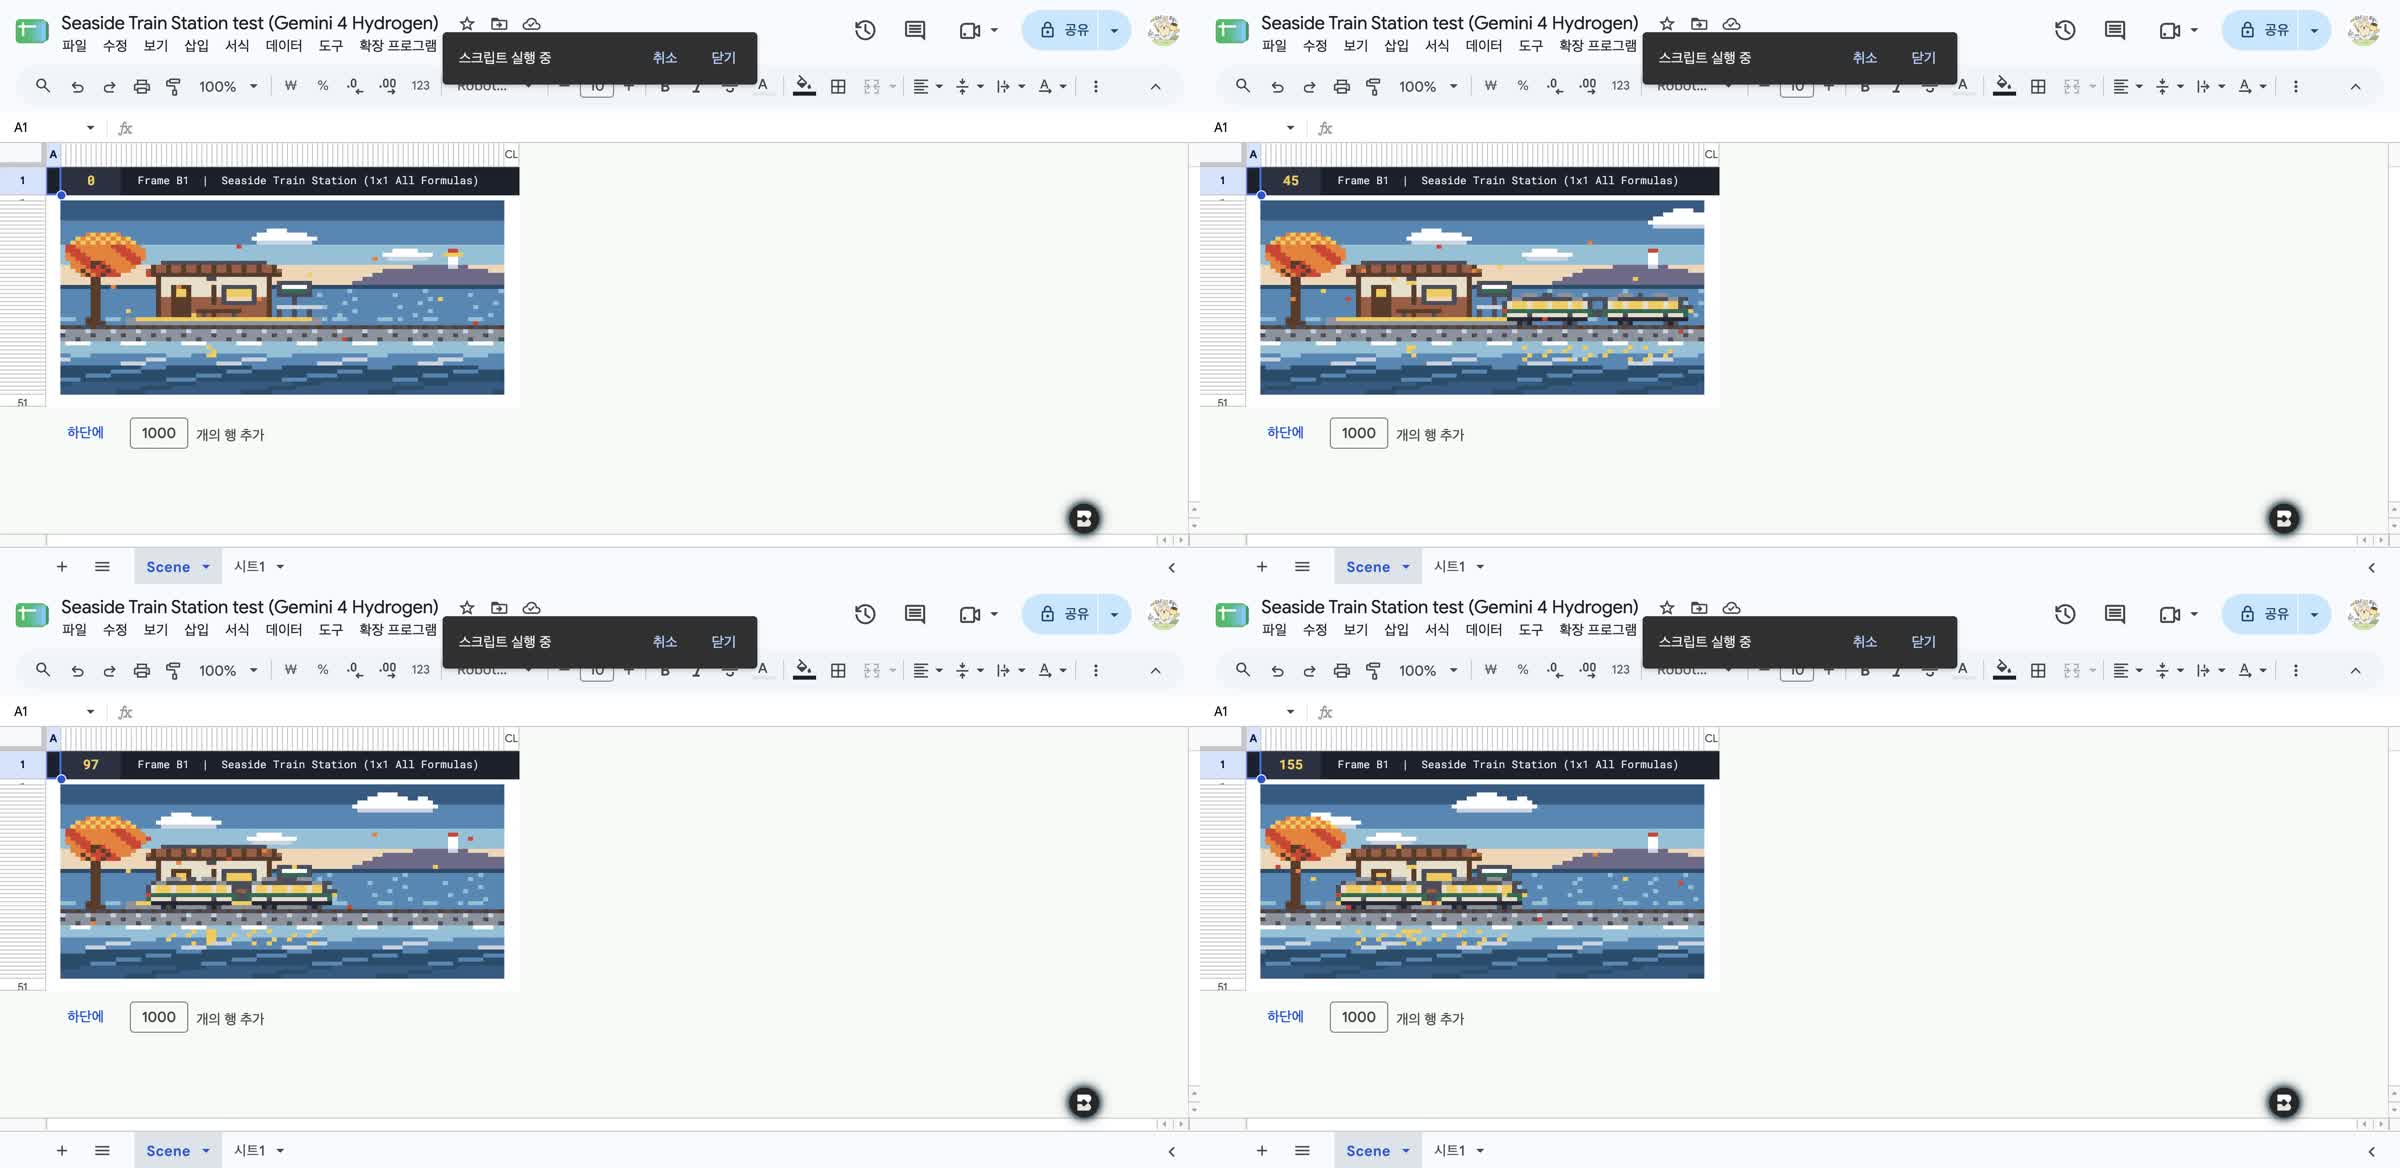 Seaside Train Station test (Gemini 4 Hydrogen)
파일 수정 보기 삽입 서식 데이터 도구 확장 프로그램
스크립트 실행 중 취소 닫기
공유
100% ₩ % .0 .00 123 Robot... 10 B I A A
A1 fx
A CL
1 0 Frame B1 | Seaside Train Station (1x1 All Formulas)
51
하단에 1000 개의 행 추가
Scene 시트1
Seaside Train Station test (Gemini 4 Hydrogen)
파일 수정 보기 삽입 서식 데이터 도구 확장 프로그램
스크립트 실행 중 취소 닫기
공유
100% ₩ % .0 .00 123 Robot... 10 B I A A
A1 fx
A CL
1 45 Frame B1 | Seaside Train Station (1x1 All Formulas)
51
하단에 1000 개의 행 추가
Scene 시트1
Seaside Train Station test (Gemini 4 Hydrogen)
파일 수정 보기 삽입 서식 데이터 도구 확장 프로그램
스크립트 실행 중 취소 닫기
공유
100% ₩ % .0 .00 123 Robot... 10 B I A A
A1 fx
A CL
1 97 Frame B1 | Seaside Train Station (1x1 All Formulas)
51
하단에 1000 개의 행 추가
Scene 시트1
Seaside Train Station test (Gemini 4 Hydrogen)
파일 수정 보기 삽입 서식 데이터 도구 확장 프로그램
스크립트 실행 중 취소 닫기
공유
100% ₩ % .0 .00 123 Robot... 10 B I A A
A1 fx
A CL
1 155 Frame B1 | Seaside Train Station (1x1 All Formulas)
51
하단에 1000 개의 행 추가
Scene 시트1